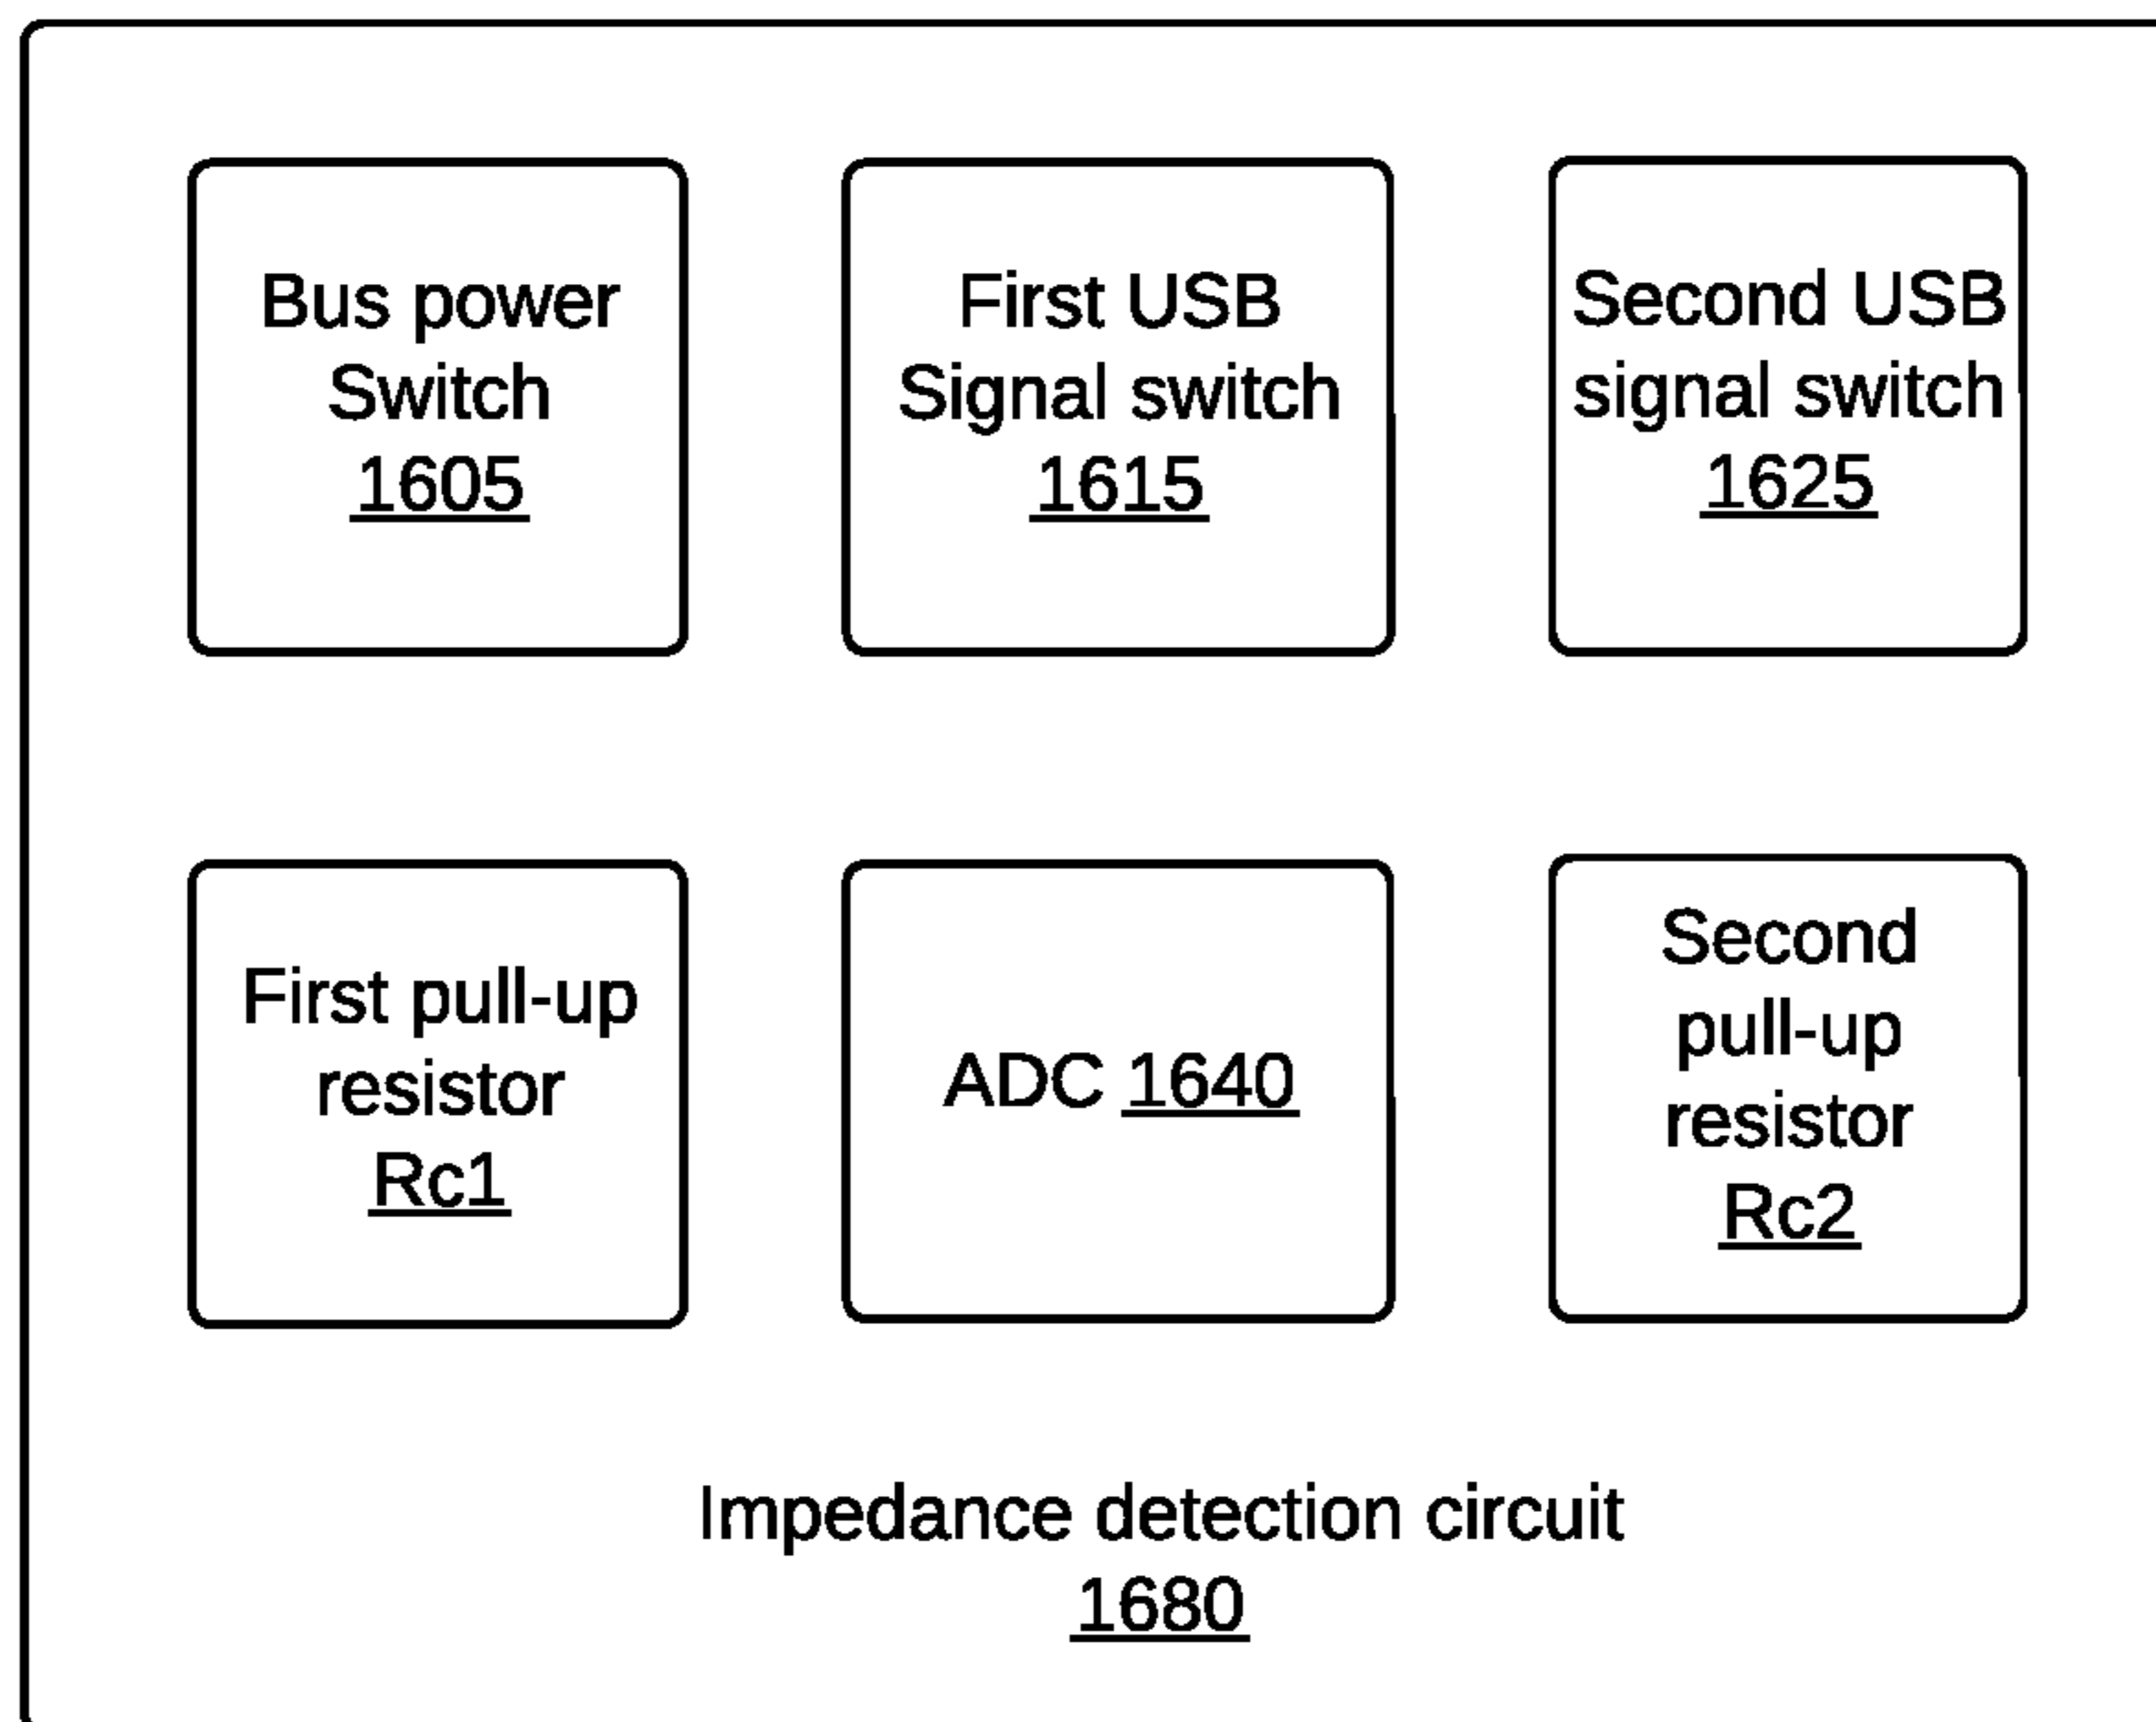 Bus power
Switch
1605
First USB
Signal switch
1615
Second USB
signal switch
1625
First pull-up
resistor
Rc1
ADC 1640
Second
pull-up
resistor
Rc2
Impedance detection circuit
1680